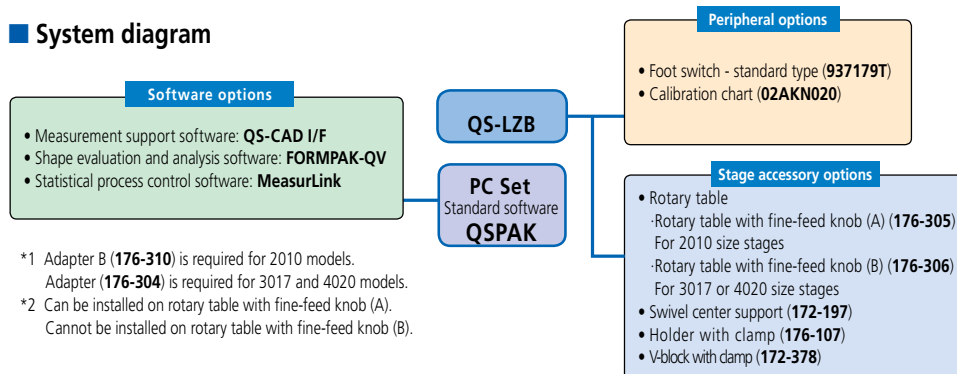 ■ System diagram
Software options
• Measurement support software: QS-CAD I/F
• Shape evaluation and analysis software: FORMPAK-QV
• Statistical process control software: MeasurLink
QS-LZB
PC Set
Standard software
QSPAK
Peripheral options
• Foot switch - standard type (937179T)
• Calibration chart (02AKN020)
Stage accessory options
• Rotary table
·Rotary table with fine-feed knob (A) (176-305)
For 2010 size stages
·Rotary table with fine-feed knob (B) (176-306)
For 3017 or 4020 size stages
• Swivel center support (172-197)
• Holder with clamp (176-107)
• V-block with clamp (172-378)
*1 Adapter B (176-310) is required for 2010 models.
Adapter (176-304) is required for 3017 and 4020 models.
*2 Can be installed on rotary table with fine-feed knob (A).
Cannot be installed on rotary table with fine-feed knob (B).